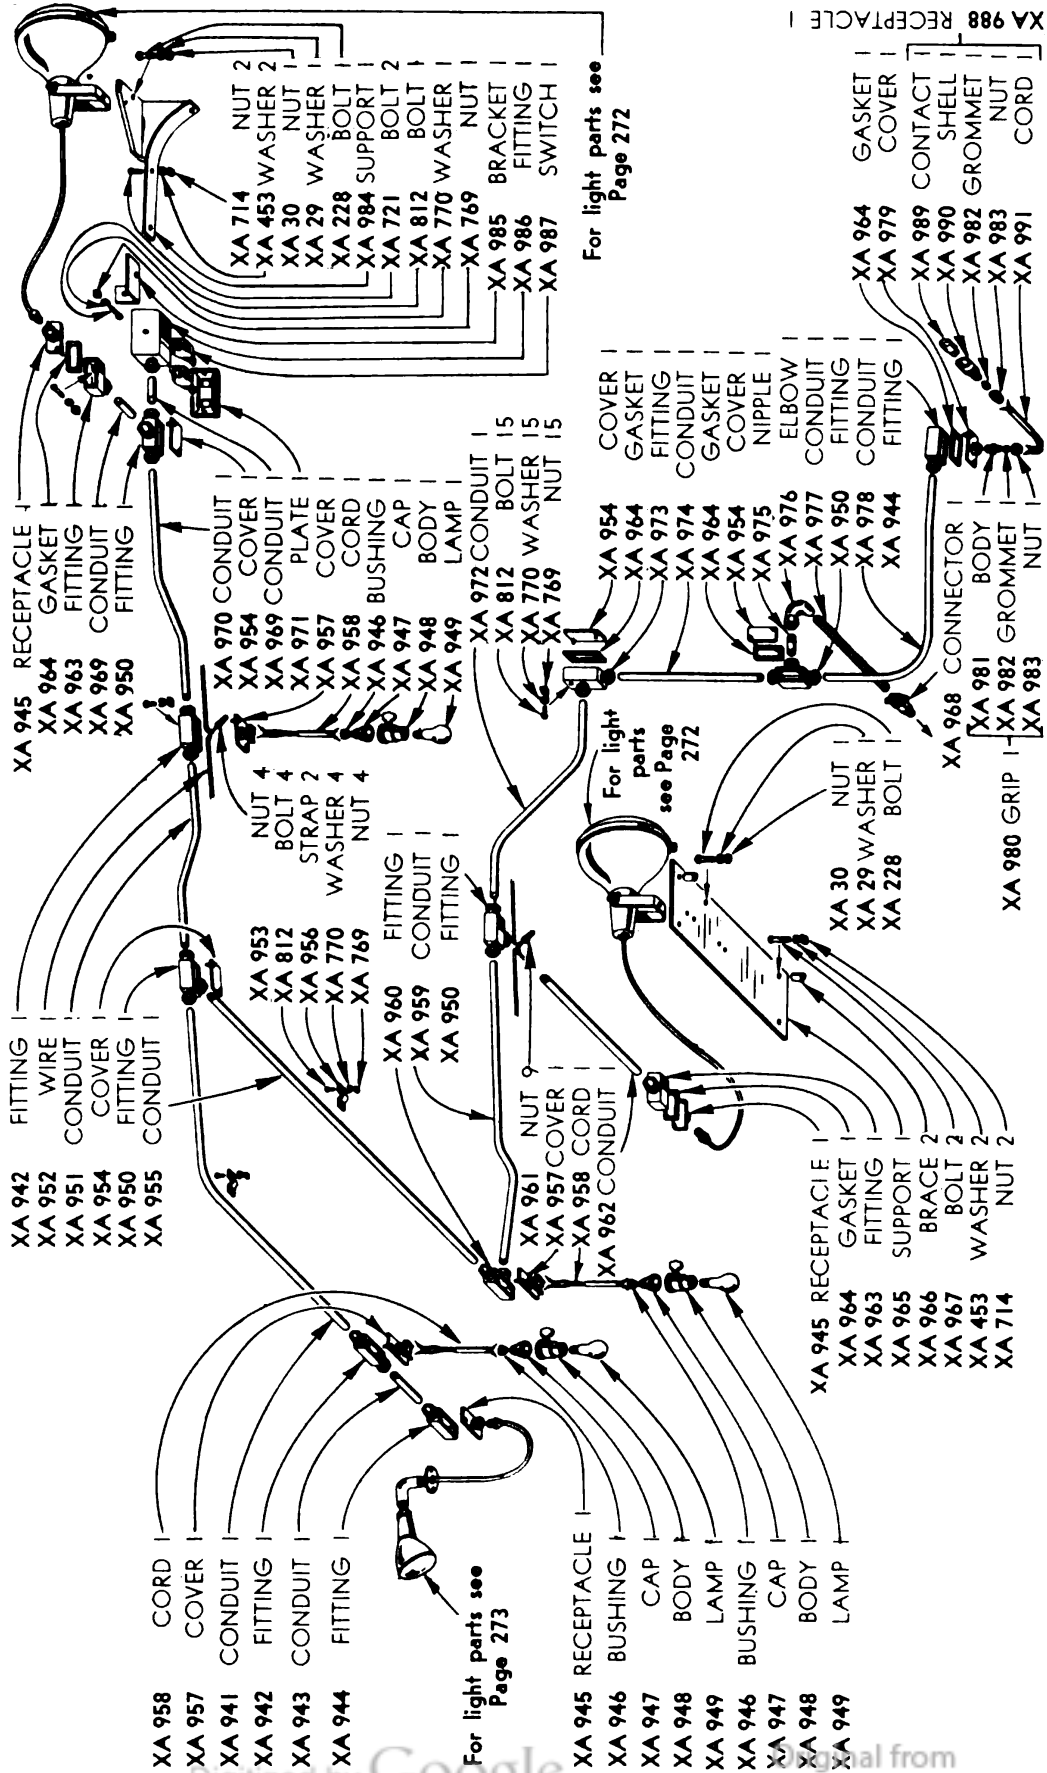 XA 958 CORD 1
XA 957 COVER 1
XA 941 CONDUIT 1
XA 942 FITTING 1
XA 943 CONDUIT 1
XA 944 FITTING 1
For light parts see
Page 273
XA 945 RECEPTACLE 1
XA 946 BUSHING 1
XA 947 CAP 1
XA 948 BODY 1
XA 949 LAMP 1
XA 946 BUSHING 1
XA 947 CAP 1
XA 948 BODY 1
XA 949 LAMP 1
XA 942 FITTING 1
XA 952 WIRE 1
XA 951 CONDUIT 1
XA 954 COVER 1
XA 950 FITTING 1
XA 955 CONDUIT 1
XA 953 NUT 4
XA 812 BOLT 4
XA 956 STRAP 2
XA 770 WASHER 4
XA 769 NUT 4
XA 960 FITTING 1
XA 959 CONDUIT 1
XA 950 FITTING 1
XA 961 NUT 9
XA 957 COVER 1
XA 958 CORD 1
XA 962 CONDUIT 1
XA 945 RECEPTACLE 1
XA 964 GASKET 1
XA 963 FITTING 1
XA 965 SUPPORT 1
XA 966 BRACE 2
XA 967 BOLT 2
XA 453 WASHER 2
XA 714 NUT 2
XA 945 RECEPTACLE 1
XA 964 GASKET 1
XA 963 FITTING 1
XA 969 CONDUIT 1
XA 950 FITTING 1
XA 970 CONDUIT 1
XA 954 COVER 1
XA 969 CONDUIT 1
XA 971 PLATE 1
XA 957 COVER 1
XA 958 CORD 1
XA 946 BUSHING 1
XA 947 CAP 1
XA 948 BODY 1
XA 949 LAMP 1
XA 972 CONDUIT 1
XA 812 BOLT 15
XA 770 WASHER 15
XA 769 NUT 15
For light
parts
see Page
272
XA 30 NUT 1
XA 29 WASHER 1
XA 228 BOLT 1
XA 968 CONNECTOR 1
XA 981 BODY 1
XA 982 GROMMET 1
XA 983 NUT 1
XA 980 GRIP 1
XA 714 NUT 2
XA 453 WASHER 2
XA 30 NUT 1
XA 29 WASHER 1
XA 228 BOLT 1
XA 984 SUPPORT 1
XA 721 BOLT 2
XA 812 BOLT 1
XA 770 WASHER 1
XA 769 NUT 1
XA 985 BRACKET 1
XA 986 FITTING 1
XA 987 SWITCH 1
For light parts see
Page 272
XA 954 COVER 1
XA 964 GASKET 1
XA 973 FITTING 1
XA 974 CONDUIT 1
XA 964 GASKET 1
XA 954 COVER 1
XA 975 NIPPLE 1
XA 976 ELBOW 1
XA 977 CONDUIT 1
XA 950 FITTING 1
XA 978 CONDUIT 1
XA 944 FITTING 1
XA 964 GASKET 1
XA 979 COVER 1
XA 989 CONTACT 1
XA 990 SHELL 1
XA 982 GROMMET 1
XA 983 NUT 1
XA 991 CORD 1
XA 988 RECEPTACLE 1
Google
Original from